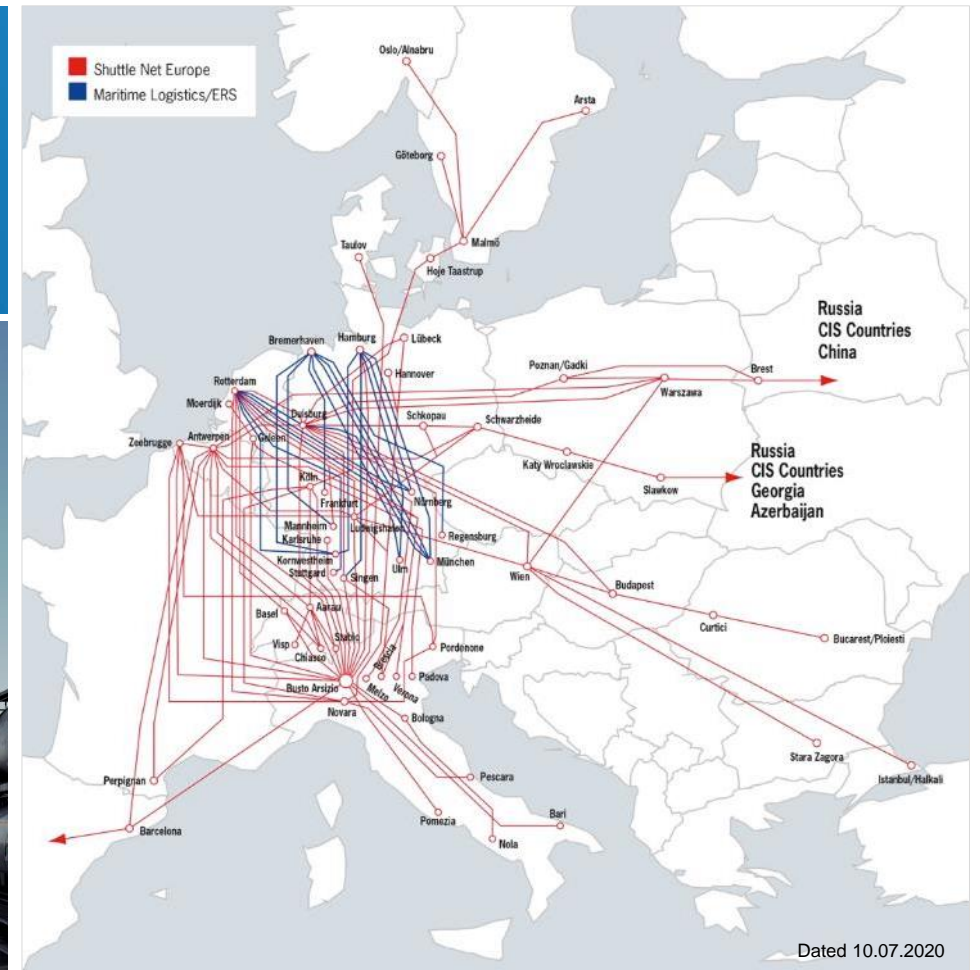 Shuttle Net Europe
Maritime Logistics/ERS
Oslo/Alnabru
Arsta
Göteborg
Malmö
Taulov
Hoje Taastrup
Russia
CIS Countries
China
Bremerhaven
Hamburg
Lübeck
Poznan/Gadki
Brest
Hannover
Rotterdam
Warszawa
Moerdijk
Duisburg
Schkopau
Schwarzheide
Zeebrugge
Antwerpen
Geleen
Russia
CIS Countries
Georgia
Azerbaijan
Katy Wroclawskie
Köln
Slawkow
Frankfurt
Nürnberg
Mannheim
Ludwigshafen
Karlsruhe
Regensburg
Kornwestheim
München
Stuttgard
Singen
Ulm
Wien
Budapest
Basel
Aarau
Curtici
Bucarest/Ploiesti
Visp
Stabio
Chiasso
Brescia
Pordenone
Busto Arsizio
Melzo
Verona
Padova
Novara
Bologna
Stara Zagora
Perpignan
Pescara
Istanbul/Halkali
Barcelona
Pomezia
Bari
Nola
Dated 10.07.2020